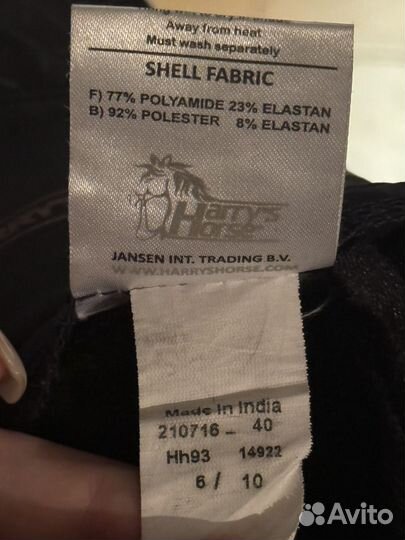 Away from heat
Must wash separately
SHELL FABRIC
F) 77% POLYAMIDE 23% ELASTAN
B) 92% POLESTER 8% ELASTAN
Harry's
Horse
JANSEN INT. TRADING B.V.
WWW.HARRYSHORSE.COM
Made in India
210716 - 40
Hh93 14922
6 / 10
Avito